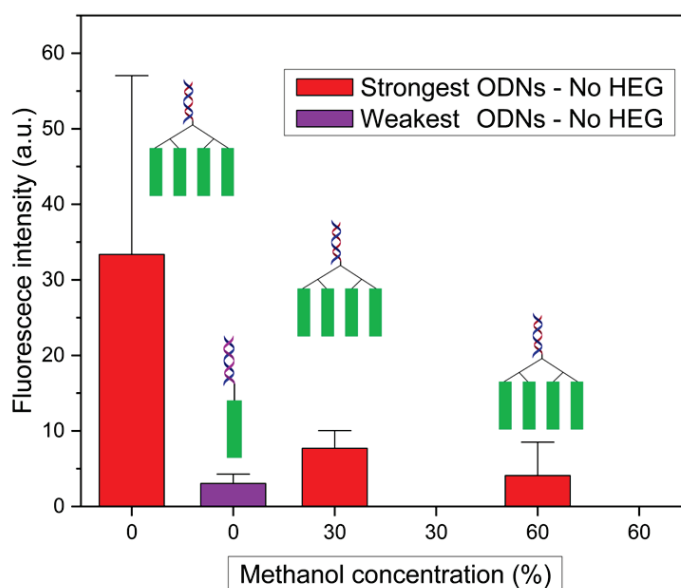 Fluorescece intensity (a.u.)
60
50
40
30
20
10
0
Strongest ODNs - No HEG
Weakest ODNs - No HEG
0 0 30 30 60 60
Methanol concentration (%)